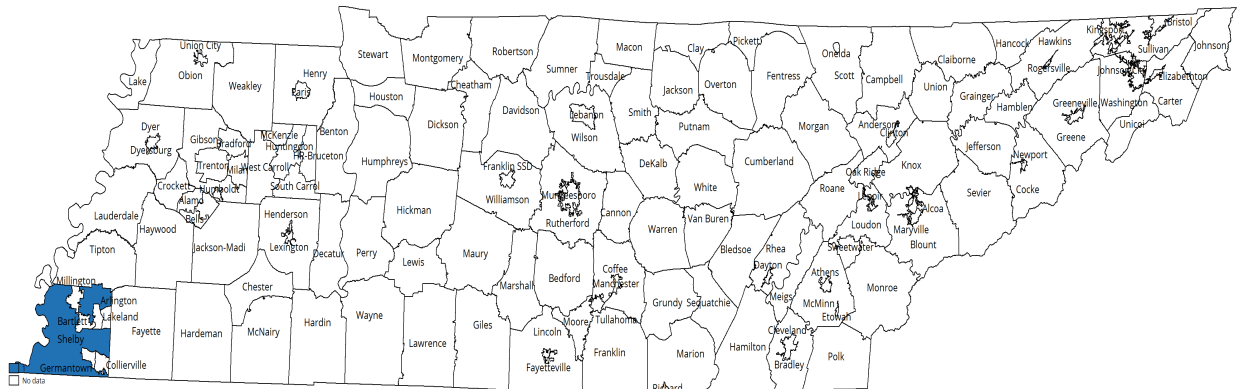 Bristol
Kingsport
Hancock
Hawkins
Pickett
Johnson
Union City
Macon
Clay
Sullivan
Robertson
Oneida
Stewart
Montgomery
Claiborne
Sumner
Rogersville
Johnson City
Lake
Obion
Henry
Trousdale
Scott
Campbell
Fentress
Elizabethton
Weakley
Cheatham
Overton
Union
Paris
Jackson
Houston
Grainger
Hamblen
Greeneville
Washington
Carter
Davidson
Smith
Lebanon
Dyer
Dickson
Putnam
Morgan
Anderson
Unicoi
Benton
McKenzie
Clinton
Wilson
Greene
Gibson
Bradford
Huntingdon
Jefferson
Dyersburg
HR-Bruceton
Newport
Humphreys
Cumberland
DeKalb
Knox
Trenton
Milan
West Carroll
Franklin SSD
Oak Ridge
Crockett
Humboldt
South Carrol
White
Roane
Sevier
Cocke
Murfreesboro
Lenoir
Alamo
Williamson
Alcoa
Hickman
Cannon
Lauderdale
Henderson
Bells
Van Buren
Rutherford
Loudon
Haywood
Warren
Maryville
Blount
Tipton
Jackson-Madi
Lexington
Decatur
Perry
Maury
Bledsoe
Rhea
Sweetwater
Lewis
Dayton
Coffee
Athens
Millington
Bedford
Chester
Marshall
Manchester
Monroe
Arlington
Meigs
Grundy
Sequatchie
McMinn
Lakeland
Wayne
Bartlett
Etowah
Hardin
Moore
Tullahoma
Giles
Fayette
Hardeman
McNairy
Lincoln
Cleveland
Shelby
Lawrence
Hamilton
Franklin
Marion
Polk
Germantown
Collierville
Fayetteville
Bradley
No data
Richard